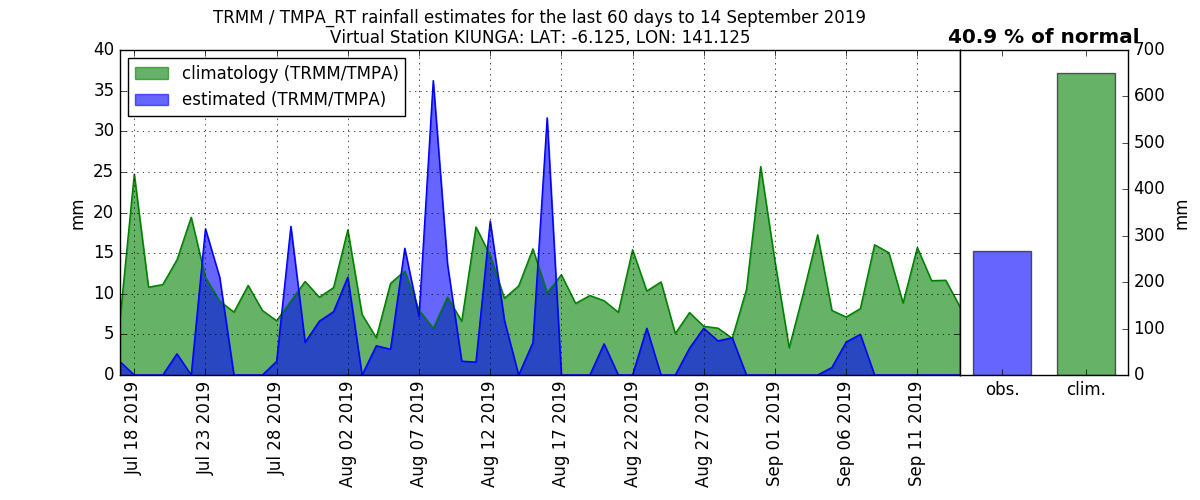 TRMM / TMPA_RT rainfall estimates for the last 60 days to 14 September 2019
Virtual Station KIUNGA: LAT: -6.125, LON: 141.125
40.9 % of normal
climatology (TRMM/TMPA)
estimated (TRMM/TMPA)
mm
40
35
30
25
20
15
10
5
0
Jul 18 2019
Jul 23 2019
Jul 28 2019
Aug 02 2019
Aug 07 2019
Aug 12 2019
Aug 17 2019
Aug 22 2019
Aug 27 2019
Sep 01 2019
Sep 06 2019
Sep 11 2019
obs.
clim.
700
600
500
400
300
200
100
0
mm